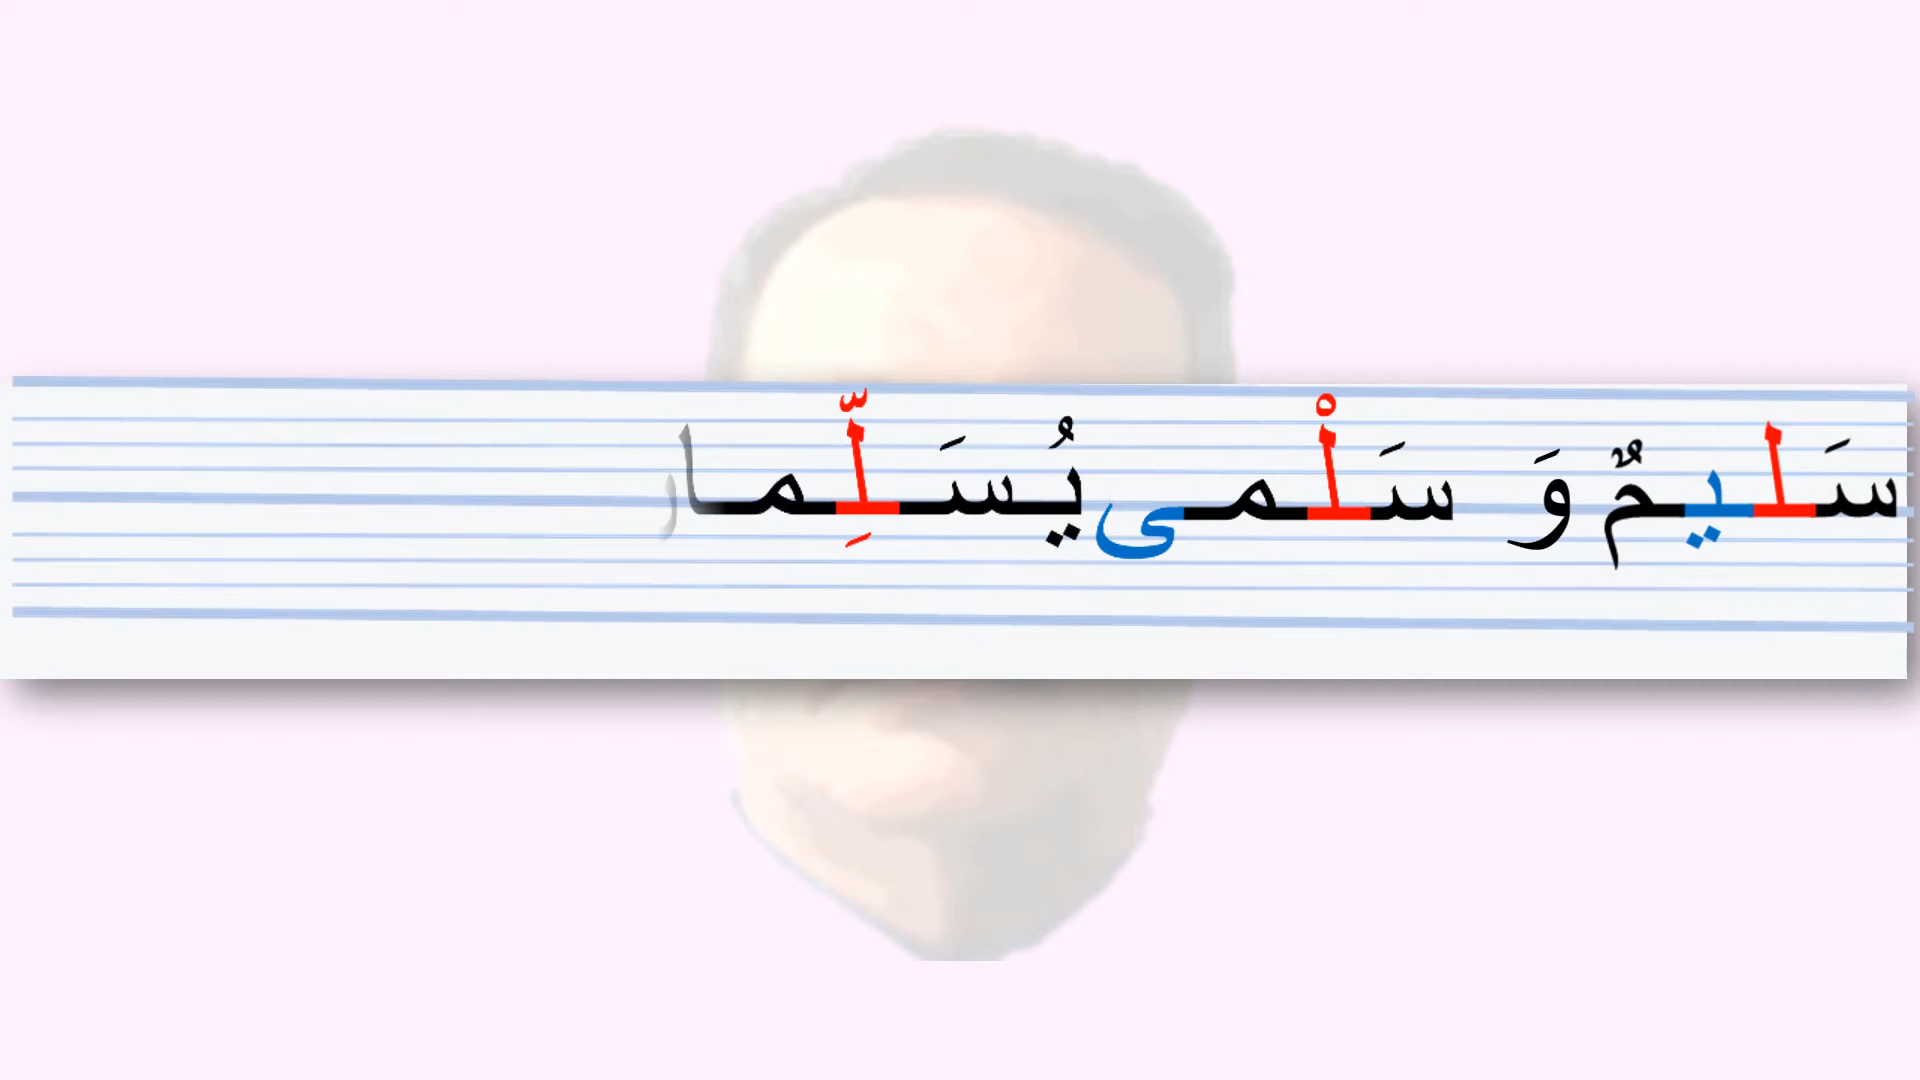 سَليمٌ وَ سَلْمى يُسَلِّما